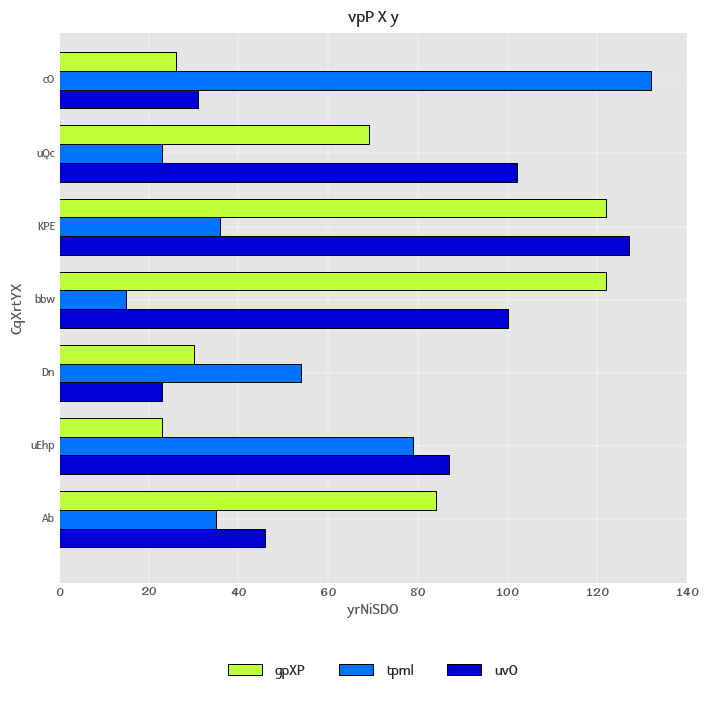 vpP X y
cO
uQc
KPE
bbw
Dn
uEhp
Ab
CqXrtYX
0 20 40 60 80 100 120 140
yrNiSDO
gpXP tpml uvO